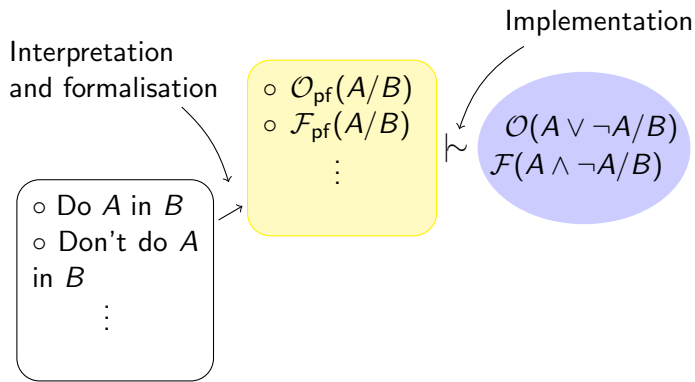 Implementation
Interpretation
and formalisation
∘ 𝒪pf(A/B)
∘ ℱpf(A/B)
⋮
|∼
𝒪(A ∨ ¬A/B)
ℱ(A ∧ ¬A/B)
∘ Do A in B
∘ Don't do A
in B
⋮